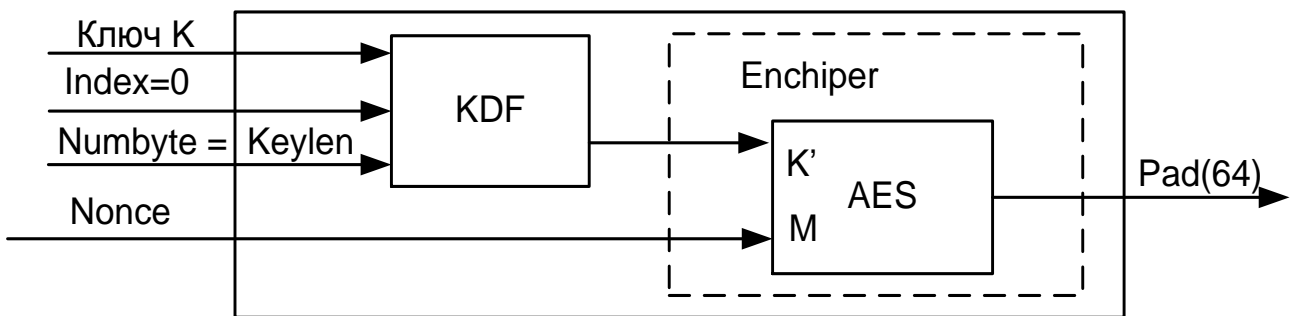 Ключ K
Index=0
Numbyte = Keylen
Nonce
KDF
Enchiper
K’
M
AES
Pad(64)